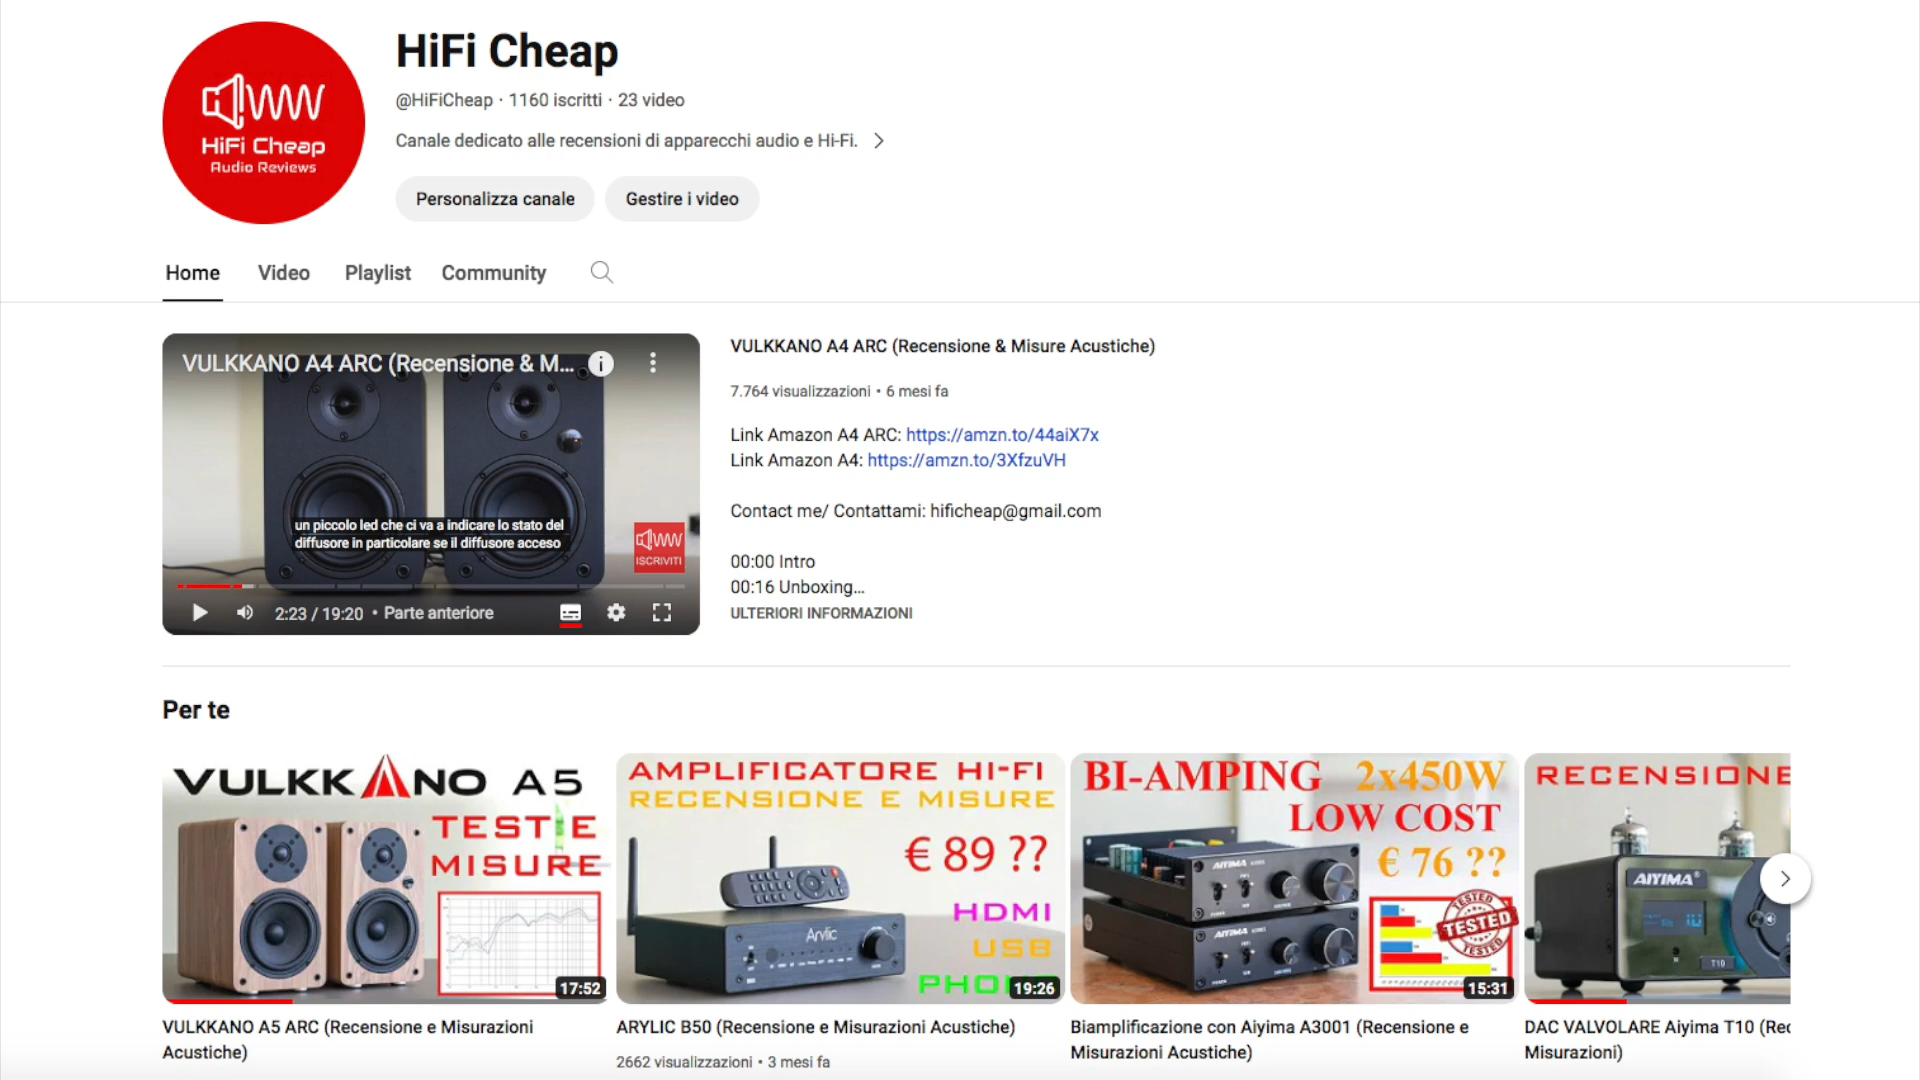 HiFi Cheap
Audio Reviews
HiFi Cheap
@HiFiCheap · 1160 iscritti · 23 video
Canale dedicato alle recensioni di apparecchi audio e Hi-Fi.
Personalizza canale
Gestire i video
Home
Video
Playlist
Community
VULKKANO A4 ARC (Recensione & M...
un piccolo led che ci va a indicare lo stato del
diffusore in particolare se il diffusore acceso
ISCRIVITI
2:23 / 19:20 • Parte anteriore
VULKKANO A4 ARC (Recensione & Misure Acustiche)
7.764 visualizzazioni • 6 mesi fa
Link Amazon A4 ARC: https://amzn.to/44aiX7x
Link Amazon A4: https://amzn.to/3XfzuVH
Contact me/ Contattami: hificheap@gmail.com
00:00 Intro
00:16 Unboxing...
ULTERIORI INFORMAZIONI
Per te
VULKKANO A5
TEST E
MISURE
17:52
VULKKANO A5 ARC (Recensione e Misurazioni
Acustiche)
AMPLIFICATORE HI-FI
RECENSIONE E MISURE
€ 89 ??
HDMI
USB
PHONO
Arylic
19:26
ARYLIC B50 (Recensione e Misurazioni Acustiche)
2662 visualizzazioni • 3 mesi fa
BI-AMPING 2x450W
LOW COST
€ 76 ??
AIYIMA
AIYIMA
TESTED
TESTED
TESTED
15:31
Biamplificazione con Aiyima A3001 (Recensione e
Misurazioni Acustiche)
RECENSIONE
AIYIMA
T10
DAC VALVOLARE Aiyima T10 (Rec
Misurazioni)